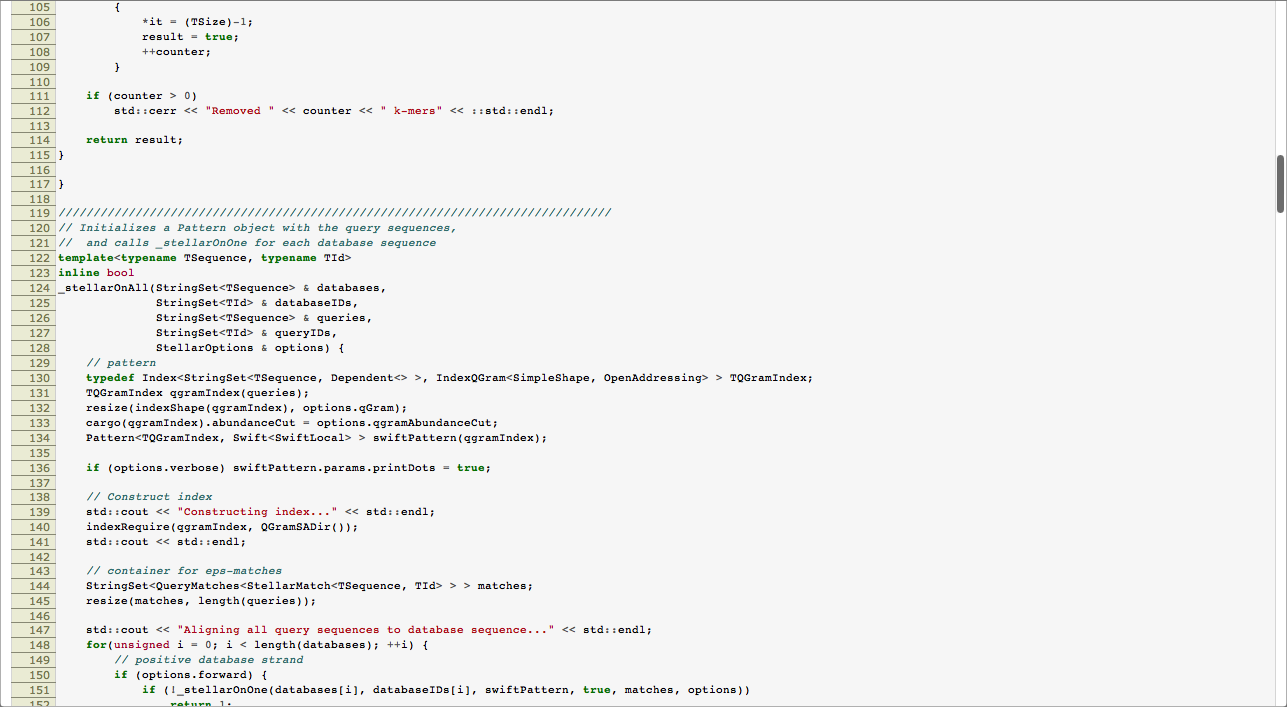 105         {
106             *it = (TSize)-1;
107             result = true;
108             ++counter;
109         }
110
111     if (counter > 0)
112         std::cerr << "Removed " << counter << " k-mers" << ::std::endl;
113
114     return result;
115 }
116
117 }
118
119 ///////////////////////////////////////////////////////////////////////////////
120 // Initializes a Pattern object with the query sequences,
121 //  and calls _stellarOnOne for each database sequence
122 template<typename TSequence, typename TId>
123 inline bool
124 _stellarOnAll(StringSet<TSequence> & databases,
125               StringSet<TId> & databaseIDs,
126               StringSet<TSequence> & queries,
127               StringSet<TId> & queryIDs,
128               StellarOptions & options) {
129     // pattern
130     typedef Index<StringSet<TSequence, Dependent<> >, IndexQGram<SimpleShape, OpenAddressing> > TQGramIndex;
131     TQGramIndex qgramIndex(queries);
132     resize(indexShape(qgramIndex), options.qGram);
133     cargo(qgramIndex).abundanceCut = options.qgramAbundanceCut;
134     Pattern<TQGramIndex, Swift<SwiftLocal> > swiftPattern(qgramIndex);
135
136     if (options.verbose) swiftPattern.params.printDots = true;
137
138     // Construct index
139     std::cout << "Constructing index..." << std::endl;
140     indexRequire(qgramIndex, QGramSADir());
141     std::cout << std::endl;
142
143     // container for eps-matches
144     StringSet<QueryMatches<StellarMatch<TSequence, TId> > > matches;
145     resize(matches, length(queries));
146
147     std::cout << "Aligning all query sequences to database sequence..." << std::endl;
148     for(unsigned i = 0; i < length(databases); ++i) {
149         // positive database strand
150         if (options.forward) {
151             if (!_stellarOnOne(databases[i], databaseIDs[i], swiftPattern, true, matches, options))
152                 return 1;